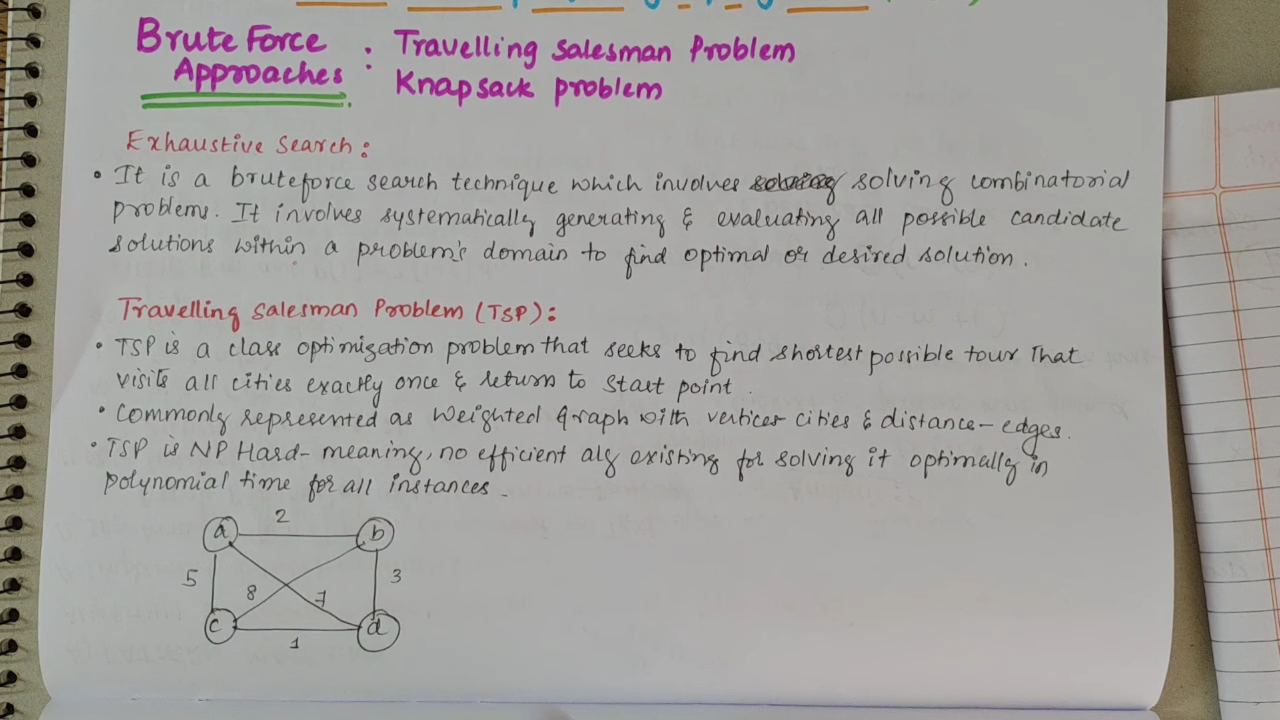 Brute Force : Travelling Salesman Problem
Approaches: Knapsack problem
Exhaustive Search:
• It is a bruteforce search technique which involves solving combinatorial
problems. It involves systematically generating & evaluating all possible candidate
solutions within a problem's domain to find optimal or desired solution.
Travelling Salesman Problem (TSP):
• TSP is a class optimization problem that seeks to find shortest possible tour That
visits all cities exactly once & return to start point.
• Commonly represented as Weighted Graph with vertices cities & distance - edges.
• TSP is NP Hard - meaning, no efficient alg existing for solving it optimally in
polynomial time for all instances.
a 2 b
5 8 7 3
c 1 d